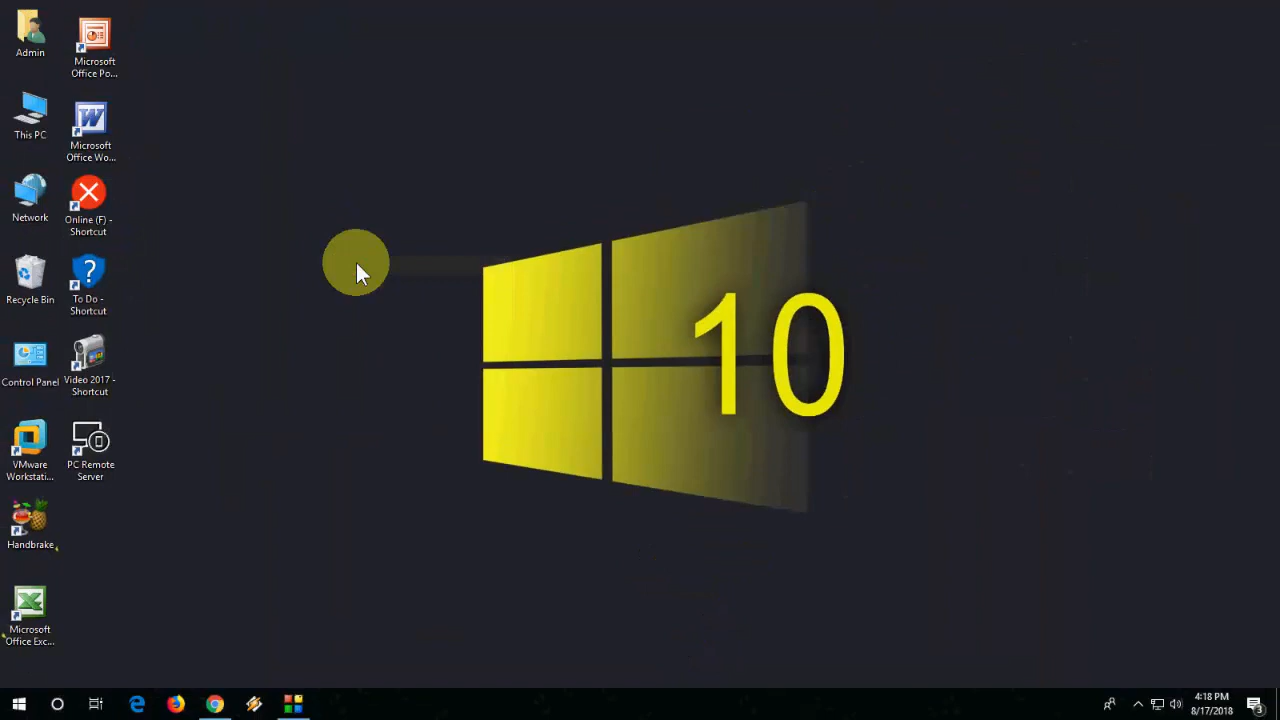 Admin
Microsoft
Office Po...
This PC
Microsoft
Office Wo...
Network
Online (F) -
Shortcut
Recycle Bin
To Do -
Shortcut
Control Panel
Video 2017 -
Shortcut
VMware
Workstati...
PC Remote
Server
Handbrake
Microsoft
Office Exc...
10
4:18 PM
8/17/2018
3